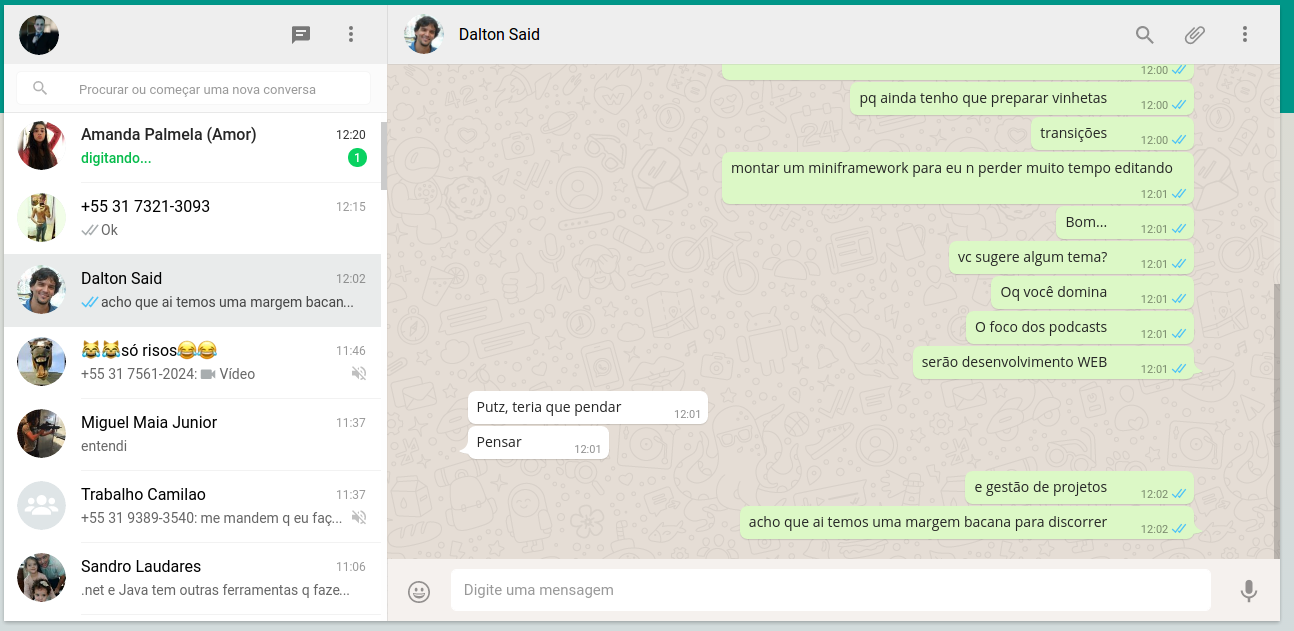 Procurar ou começar uma nova conversa
Amanda Palmela (Amor) 12:20
digitando... 1
+55 31 7321-3093 12:15
Ok
Dalton Said 12:02
acho que ai temos uma margem bacan...
😹😹só risos😂😂 11:46
+55 31 7561-2024: Vídeo
Miguel Maia Junior 11:37
entendi
Trabalho Camilao 11:37
+55 31 9389-3540: me mandem q eu faç...
Sandro Laudares 11:06
.net e Java tem outras ferramentas q faze...
Dalton Said
12:00
pq ainda tenho que preparar vinhetas 12:00
transições 12:00
montar um miniframework para eu n perder muito tempo editando
12:01
Bom... 12:01
vc sugere algum tema? 12:01
Oq você domina 12:01
O foco dos podcasts 12:01
serão desenvolvimento WEB 12:01
Putz, teria que pendar 12:01
Pensar 12:01
e gestão de projetos 12:02
acho que ai temos uma margem bacana para discorrer 12:02
Digite uma mensagem